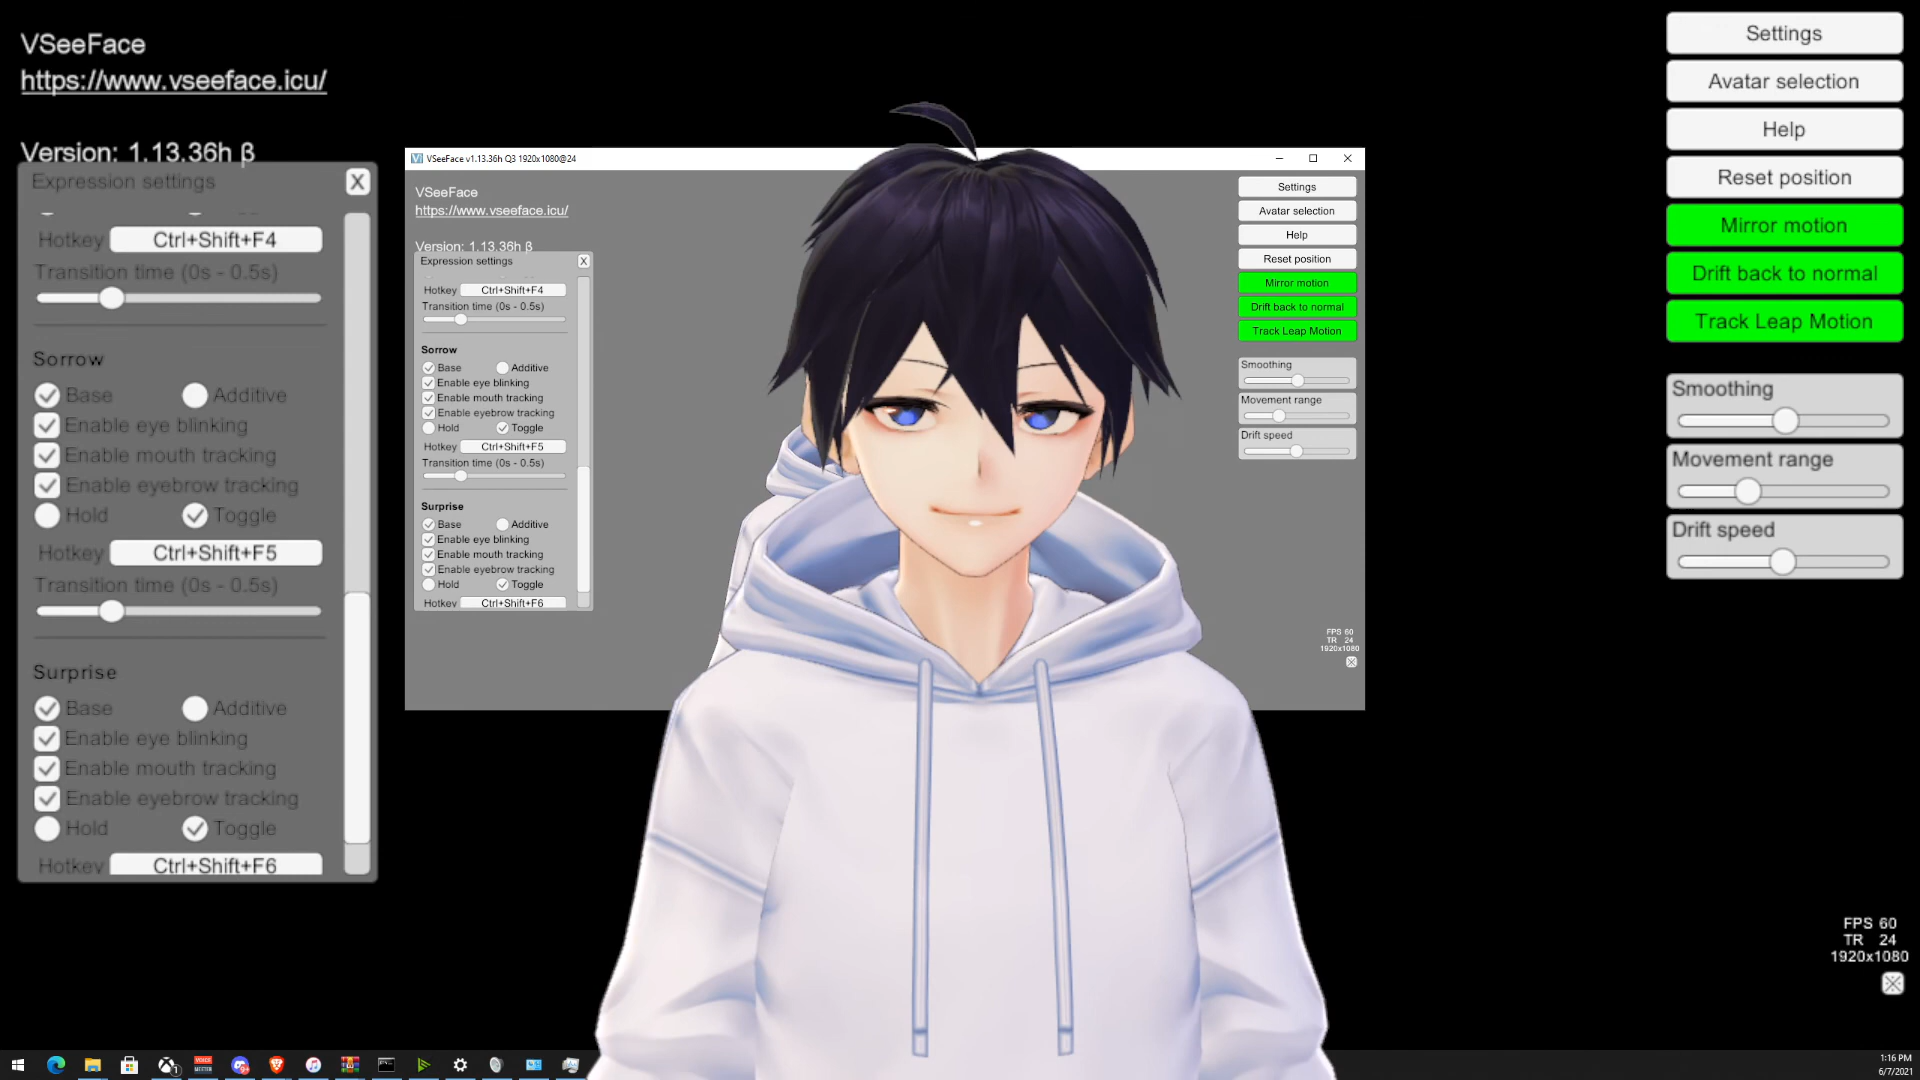 VSeeFace
https://www.vseeface.icu/
Version: 1.13.36h β
Expression settings
X
Hotkey Ctrl+Shift+F4
Transition time (0s - 0.5s)
Sorrow
Base Additive
Enable eye blinking
Enable mouth tracking
Enable eyebrow tracking
Hold Toggle
Hotkey Ctrl+Shift+F5
Transition time (0s - 0.5s)
Surprise
Base Additive
Enable eye blinking
Enable mouth tracking
Enable eyebrow tracking
Hold Toggle
Hotkey Ctrl+Shift+F6
VSeeFace v1.13.36h Q3 1920x1080@24
VSeeFace
https://www.vseeface.icu/
Version: 1.13.36h β
Expression settings
X
Hotkey Ctrl+Shift+F4
Transition time (0s - 0.5s)
Sorrow
Base Additive
Enable eye blinking
Enable mouth tracking
Enable eyebrow tracking
Hold Toggle
Hotkey Ctrl+Shift+F5
Transition time (0s - 0.5s)
Surprise
Base Additive
Enable eye blinking
Enable mouth tracking
Enable eyebrow tracking
Hold Toggle
Hotkey Ctrl+Shift+F6
Settings
Avatar selection
Help
Reset position
Mirror motion
Drift back to normal
Track Leap Motion
Smoothing
Movement range
Drift speed
FPS 60
TR 24
1920x1080
Settings
Avatar selection
Help
Reset position
Mirror motion
Drift back to normal
Track Leap Motion
Smoothing
Movement range
Drift speed
FPS 60
TR 24
1920x1080
1:16 PM
6/7/2021